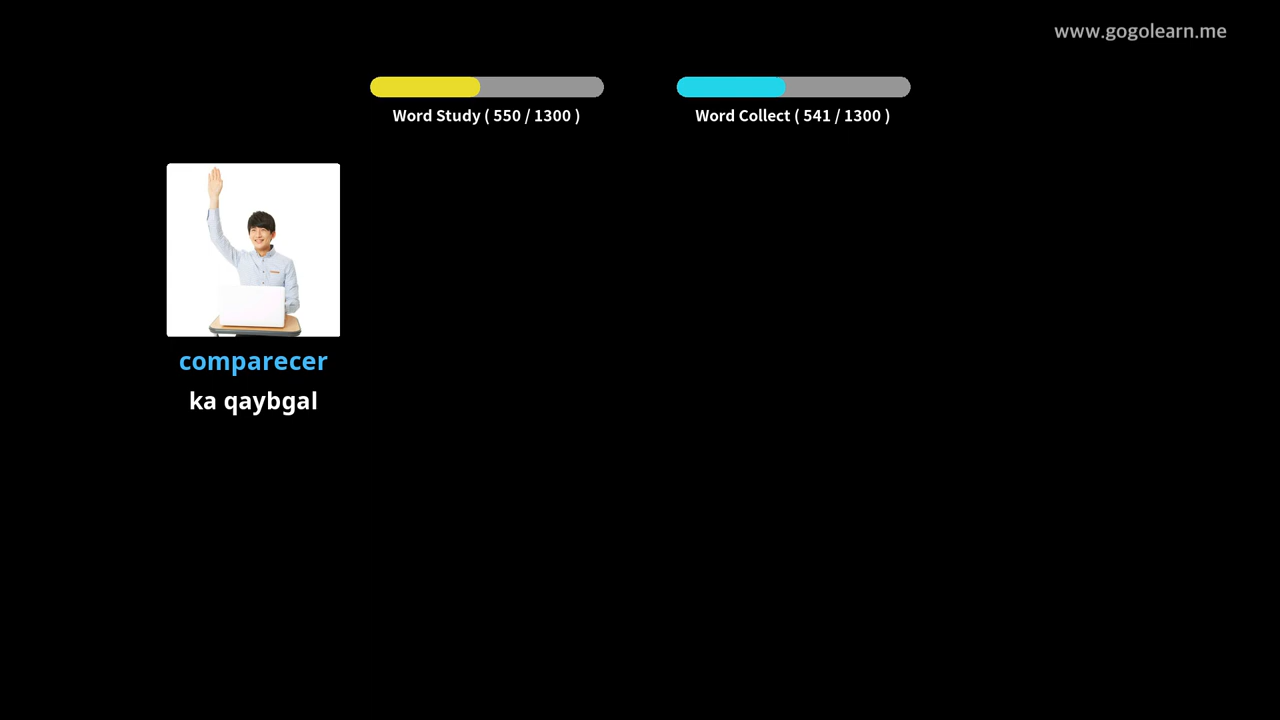 www.gogolearn.me
Word Study ( 550 / 1300 )
Word Collect ( 541 / 1300 )
comparecer
ka qaybgal